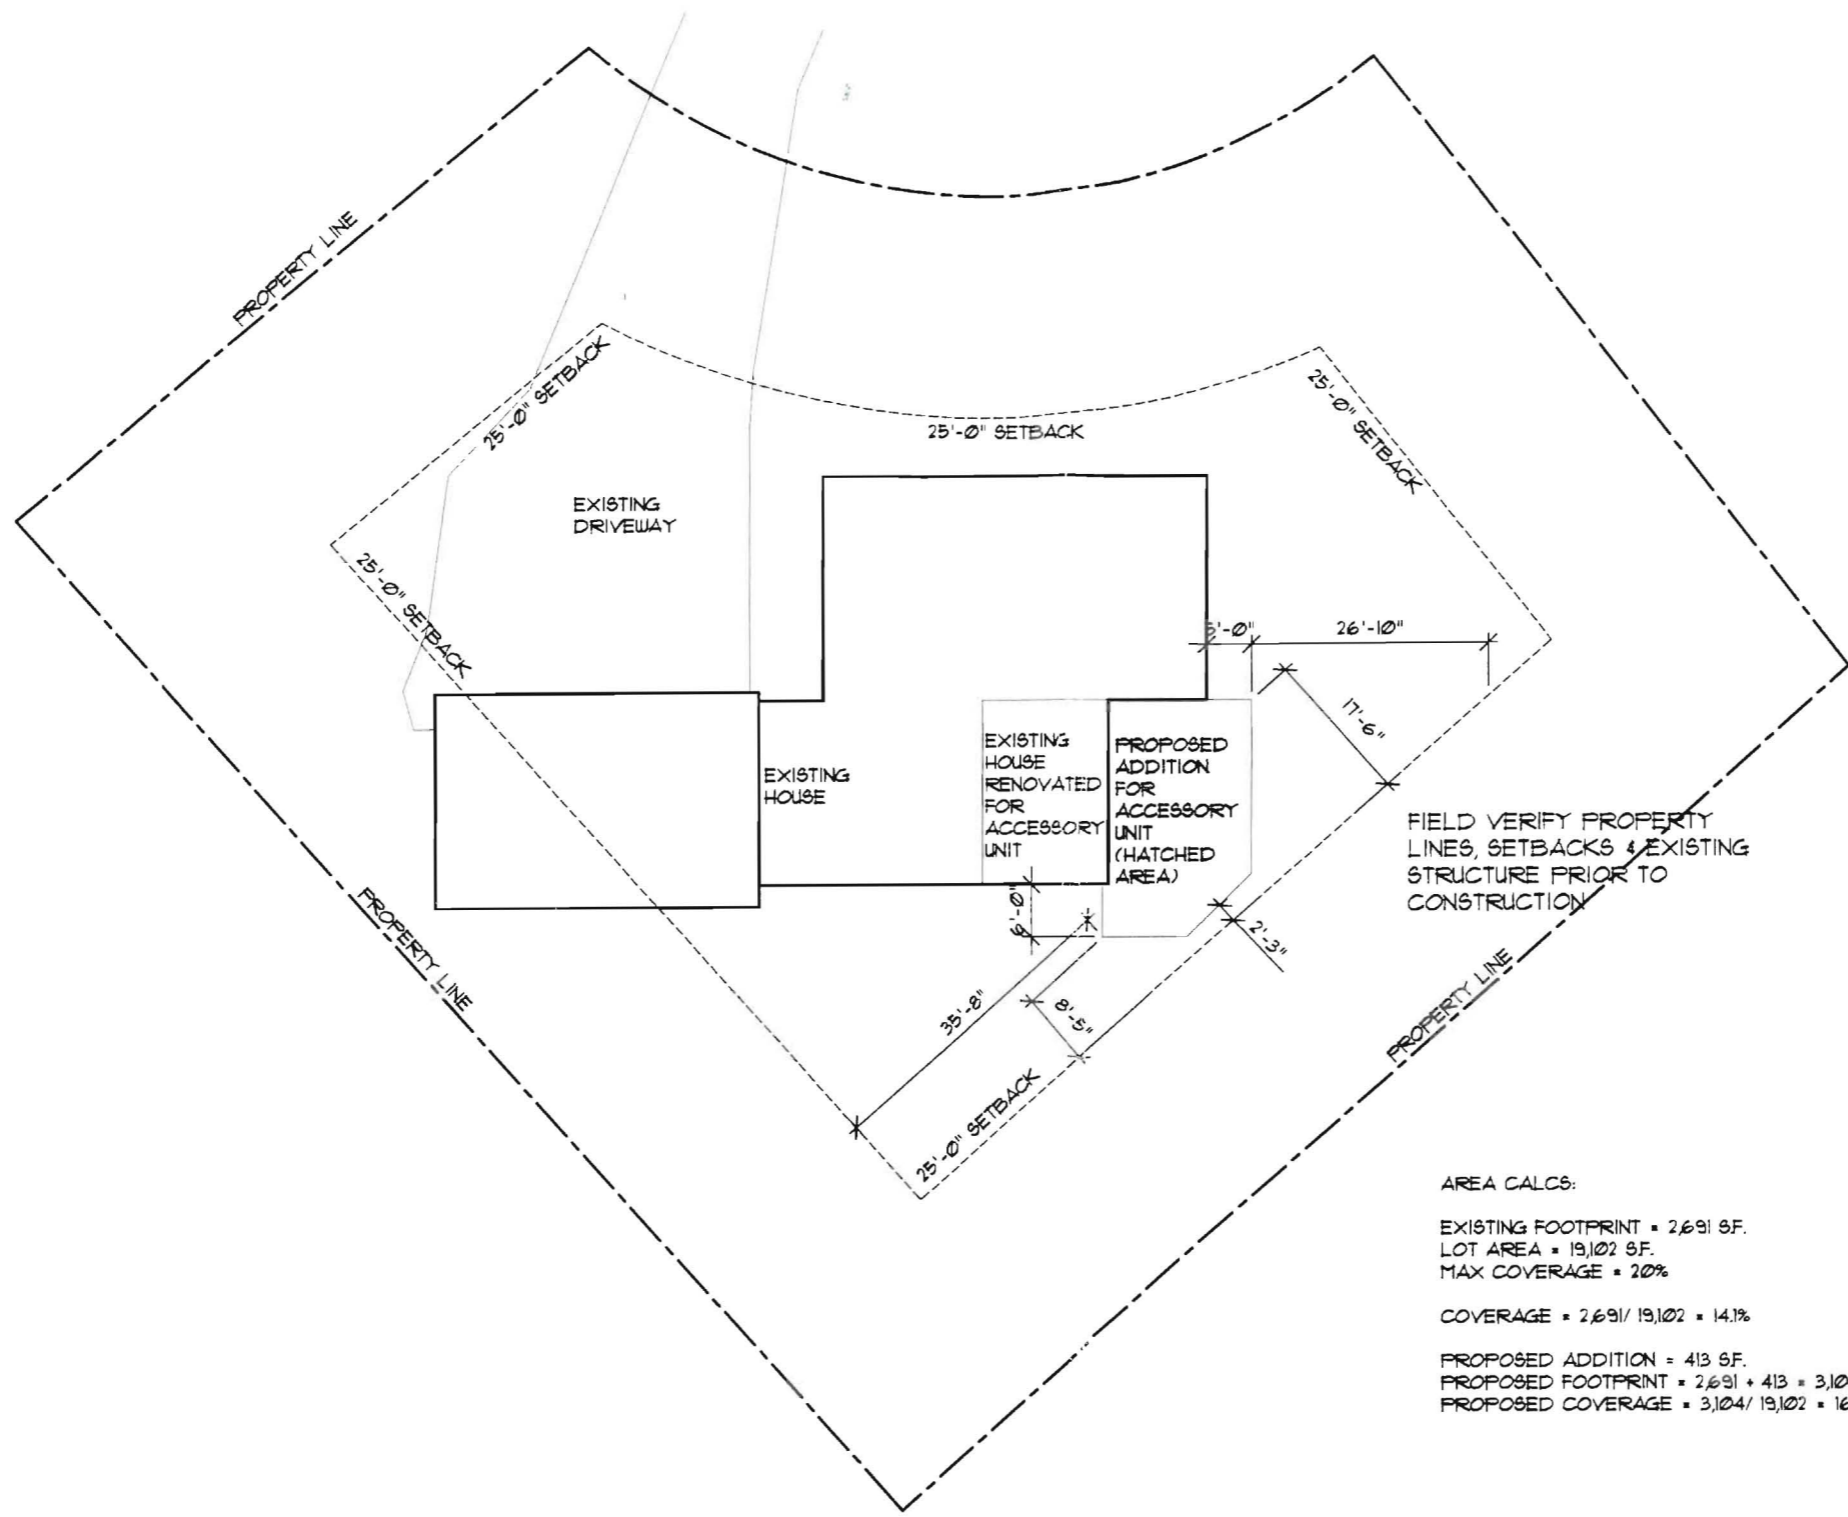 PROPERTY LINE
25'-0" SETBACK
25'-0" SETBACK
25'-0" SETBACK
EXISTING
DRIVEWAY
25'-0" SETBACK
5'-0"
26'-10"
17'-6"
EXISTING
HOUSE
EXISTING
HOUSE
RENOVATED
FOR
ACCESSORY
UNIT
PROPOSED
ADDITION
FOR
ACCESSORY
UNIT
(HATCHED
AREA)
FIELD VERIFY PROPERTY
LINES, SETBACKS & EXISTING
STRUCTURE PRIOR TO
CONSTRUCTION
PROPERTY LINE
2'-3"
35'-8"
8'-5"
PROPERTY LINE
25'-0" SETBACK
AREA CALCS:
EXISTING FOOTPRINT = 2,691 SF.
LOT AREA = 19,102 SF.
MAX COVERAGE = 20%
COVERAGE = 2,691/ 19,102 = 14.1%
PROPOSED ADDITION = 413 SF.
PROPOSED FOOTPRINT = 2,691 + 413 = 3,10
PROPOSED COVERAGE = 3,104/ 19,102 = 16